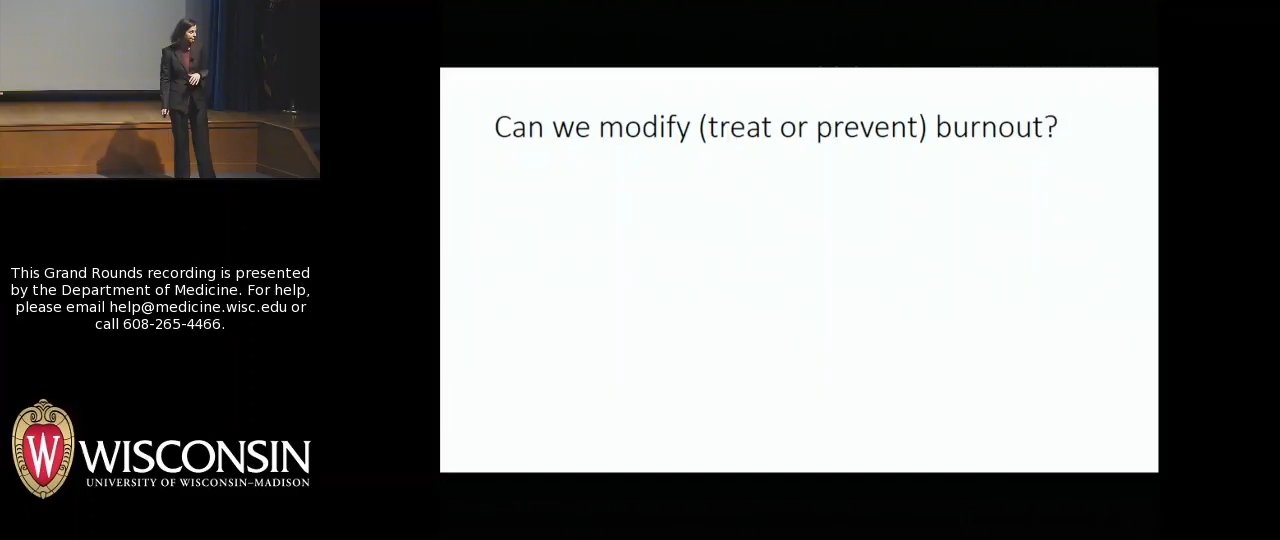 Can we modify (treat or prevent) burnout?
This Grand Rounds recording is presented
by the Department of Medicine. For help,
please email help@medicine.wisc.edu or
call 608-265-4466.
W
WISCONSIN
UNIVERSITY OF WISCONSIN–MADISON